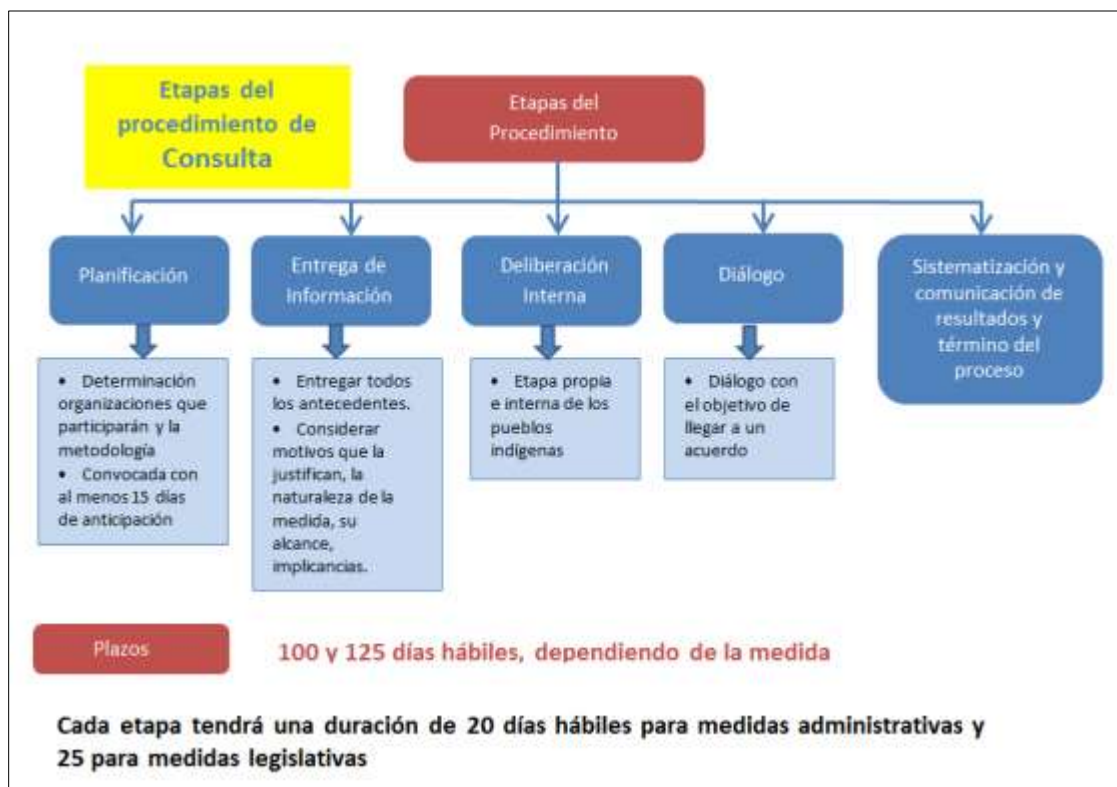 Etapas del
procedimiento de
Consulta
Etapas del
Procedimiento
Planificación
Entrega de
Información
Deliberación
Interna
Diálogo
Sistematización y
comunicación de
resultados y
término del
proceso
• Determinación
organizaciones que
participarán y la
metodología
• Convocada con
al menos 15 días
de anticipación
• Entregar todos
los antecedentes.
• Considerar
motivos que la
justifican, la
naturaleza de la
medida, su
alcance,
implicancias.
• Etapa propia
e interna de los
pueblos
indígenas
• Diálogo con
el objetivo de
llegar a un
acuerdo
Plazos
100 y 125 días hábiles, dependiendo de la medida
Cada etapa tendrá una duración de 20 días hábiles para medidas administrativas y
25 para medidas legislativas